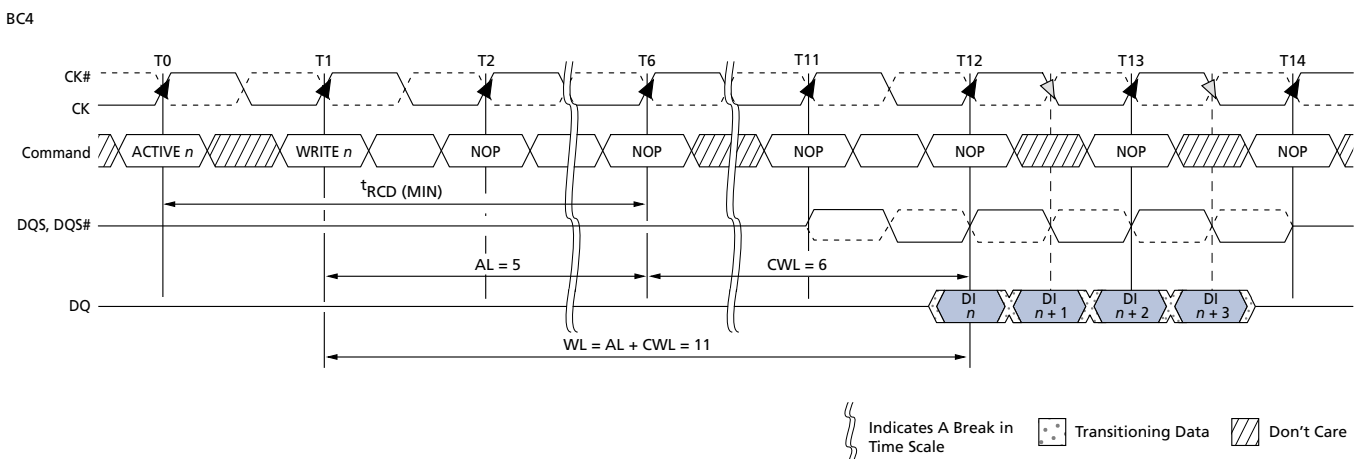 BC4
T0 T1 T2 T6 T11 T12 T13 T14
CK#
CK
Command ACTIVE n WRITE n NOP NOP NOP NOP NOP NOP
tRCD (MIN)
DQS, DQS#
AL = 5 CWL = 6
DQ DI n DI n + 1 DI n + 2 DI n + 3
WL = AL + CWL = 11
Indicates A Break in
Time Scale
Transitioning Data
Don't Care